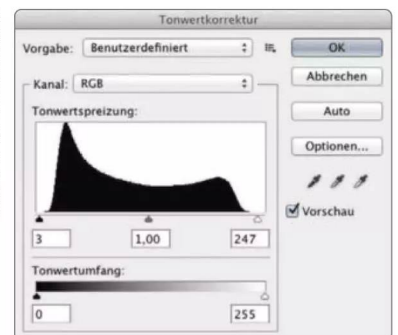 Tonwertkorrektur
Vorgabe: Benutzerdefiniert
OK
Kanal: RGB
Abbrechen
Tonwertspreizung:
Auto
Optionen...
Vorschau
3 1,00 247
Tonwertumfang:
0 255